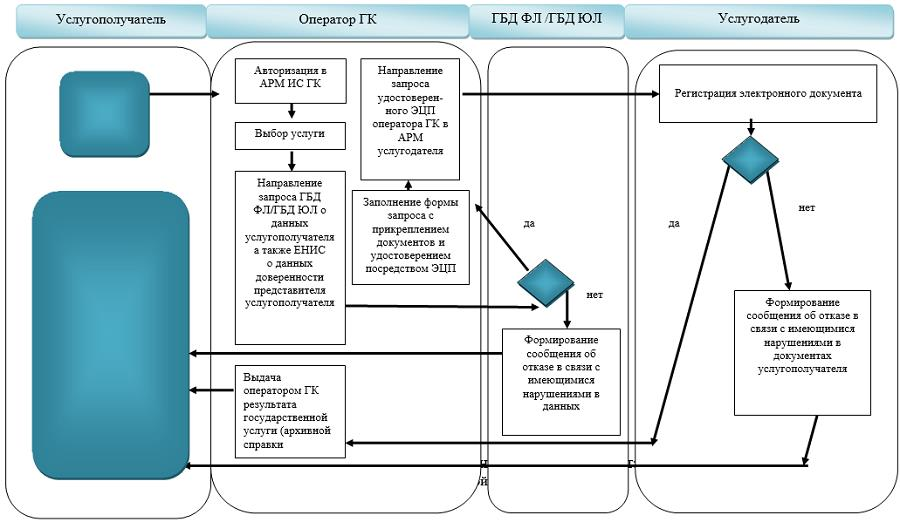 Услугополучатель
Оператор ГК
ГБД ФЛ /ГБД ЮЛ
Услугодатель
Авторизация в
АРМ ИС ГК
Выбор услуги
Направление
запроса ГБД
ФЛ/ГБД ЮЛ о
данных
услугополучателя
а также ЕНИС
о данных
доверенности
представителя
услугополучателя
Направление
запроса
удостоверен-
ного ЭЦП
оператора ГК в
АРМ
услугодателя
Заполнение формы
запроса с
прикреплением
документов и
удостоверением
посредством ЭЦП
да
нет
Формирование
сообщения об
отказе в связи с
имеющимися
нарушениями в
данных
Регистрация электронного документа
да
нет
Формирование
сообщения об отказе в
связи с имеющимися
нарушениями в
документах
услугополучателя
Выдача
оператором ГК
результата
государственной
услуги (архивной
справки